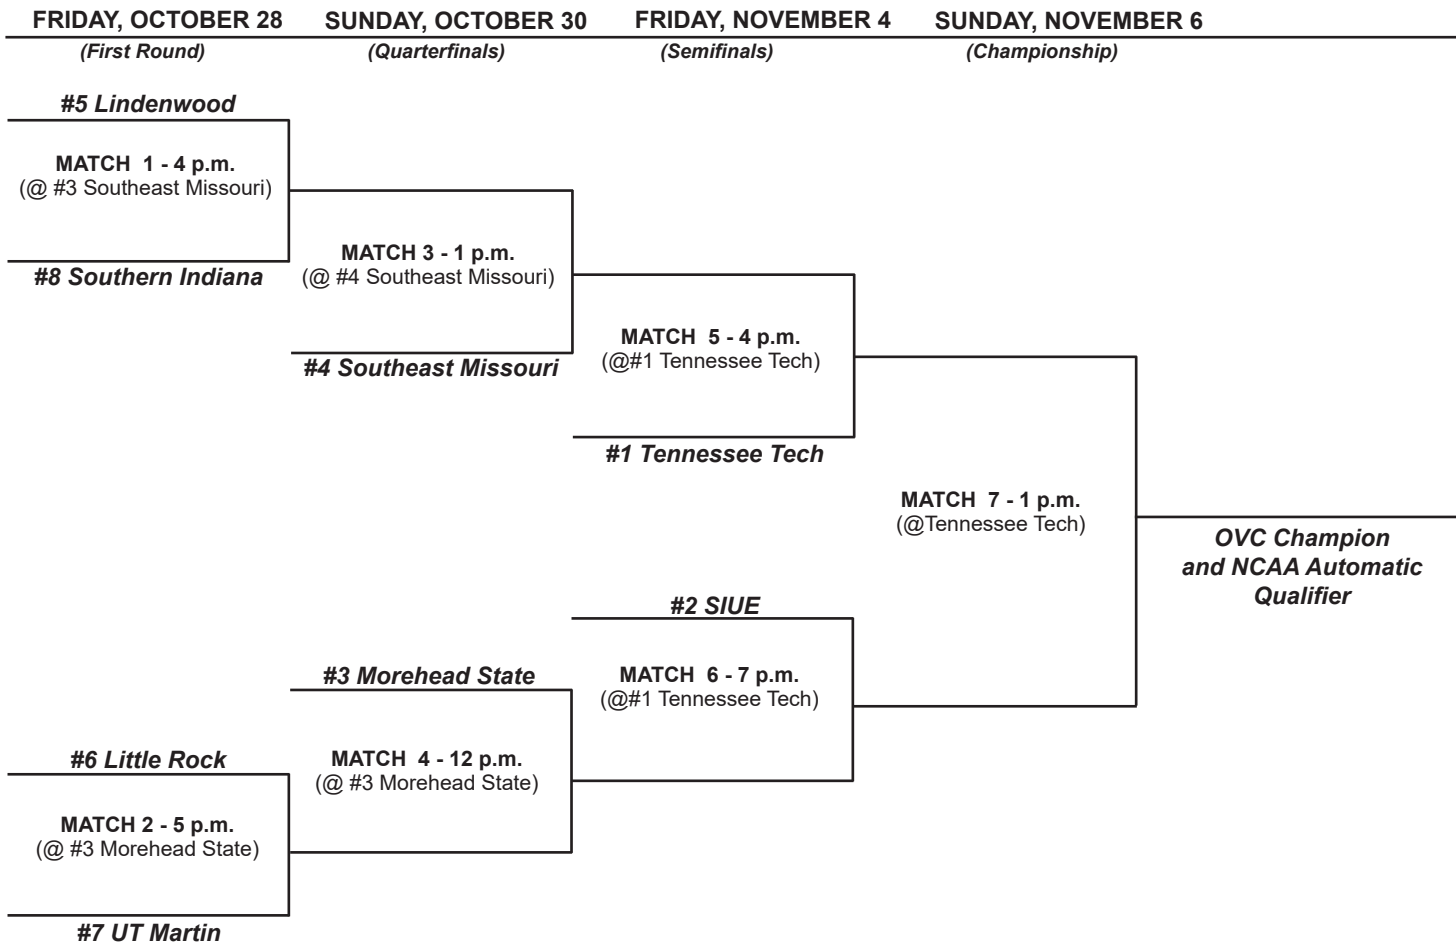 FRIDAY, OCTOBER 28
(First Round)
SUNDAY, OCTOBER 30
(Quarterfinals)
FRIDAY, NOVEMBER 4
(Semifinals)
SUNDAY, NOVEMBER 6
(Championship)
#5 Lindenwood
MATCH 1 - 4 p.m.
(@ #3 Southeast Missouri)
#8 Southern Indiana
MATCH 3 - 1 p.m.
(@ #4 Southeast Missouri)
#4 Southeast Missouri
MATCH 5 - 4 p.m.
(@#1 Tennessee Tech)
#1 Tennessee Tech
MATCH 7 - 1 p.m.
(@Tennessee Tech)
OVC Champion
and NCAA Automatic
Qualifier
#2 SIUE
MATCH 6 - 7 p.m.
(@#1 Tennessee Tech)
#3 Morehead State
MATCH 4 - 12 p.m.
(@ #3 Morehead State)
#6 Little Rock
MATCH 2 - 5 p.m.
(@ #3 Morehead State)
#7 UT Martin